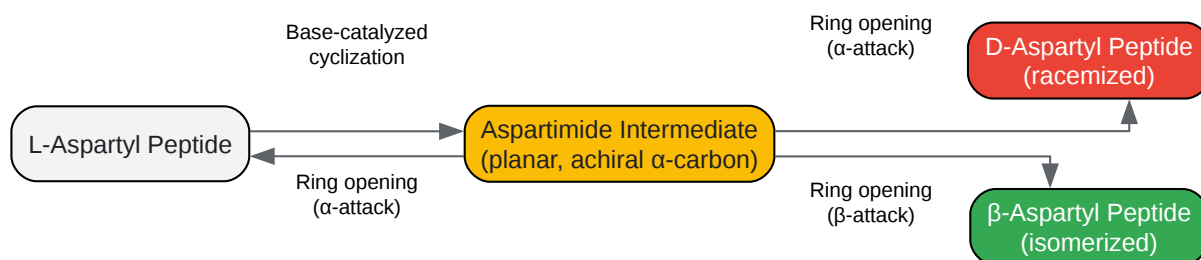 Base-catalyzed
cyclization
Ring opening
(α-attack)
D-Aspartyl Peptide
(racemized)
L-Aspartyl Peptide
Aspartimide Intermediate
(planar, achiral α-carbon)
Ring opening
(α-attack)
Ring opening
(β-attack)
β-Aspartyl Peptide
(isomerized)